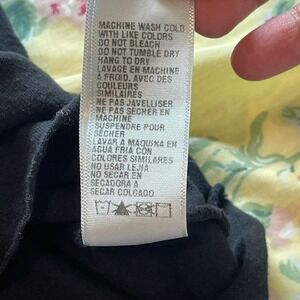 MACHINE WASH COLD
WITH LIKE COLORS
DO NOT BLEACH
DO NOT TUMBLE DRY
HANG TO DRY
LAVAGE EN MACHINE
A FROID, AVEC DES
COULEURS
SIMILAIRES
NE PAS JAVELLISER
NE PAS SÉCHER EN
MACHINE
SUSPENDRE POUR
SÉCHER
LAVAR A MAQUINA EN
AGUA FRIA CON
COLORES SIMILARES
NO USAR LEJIA
NO SECAR EN
SECADORA A
SECAR COLGADO